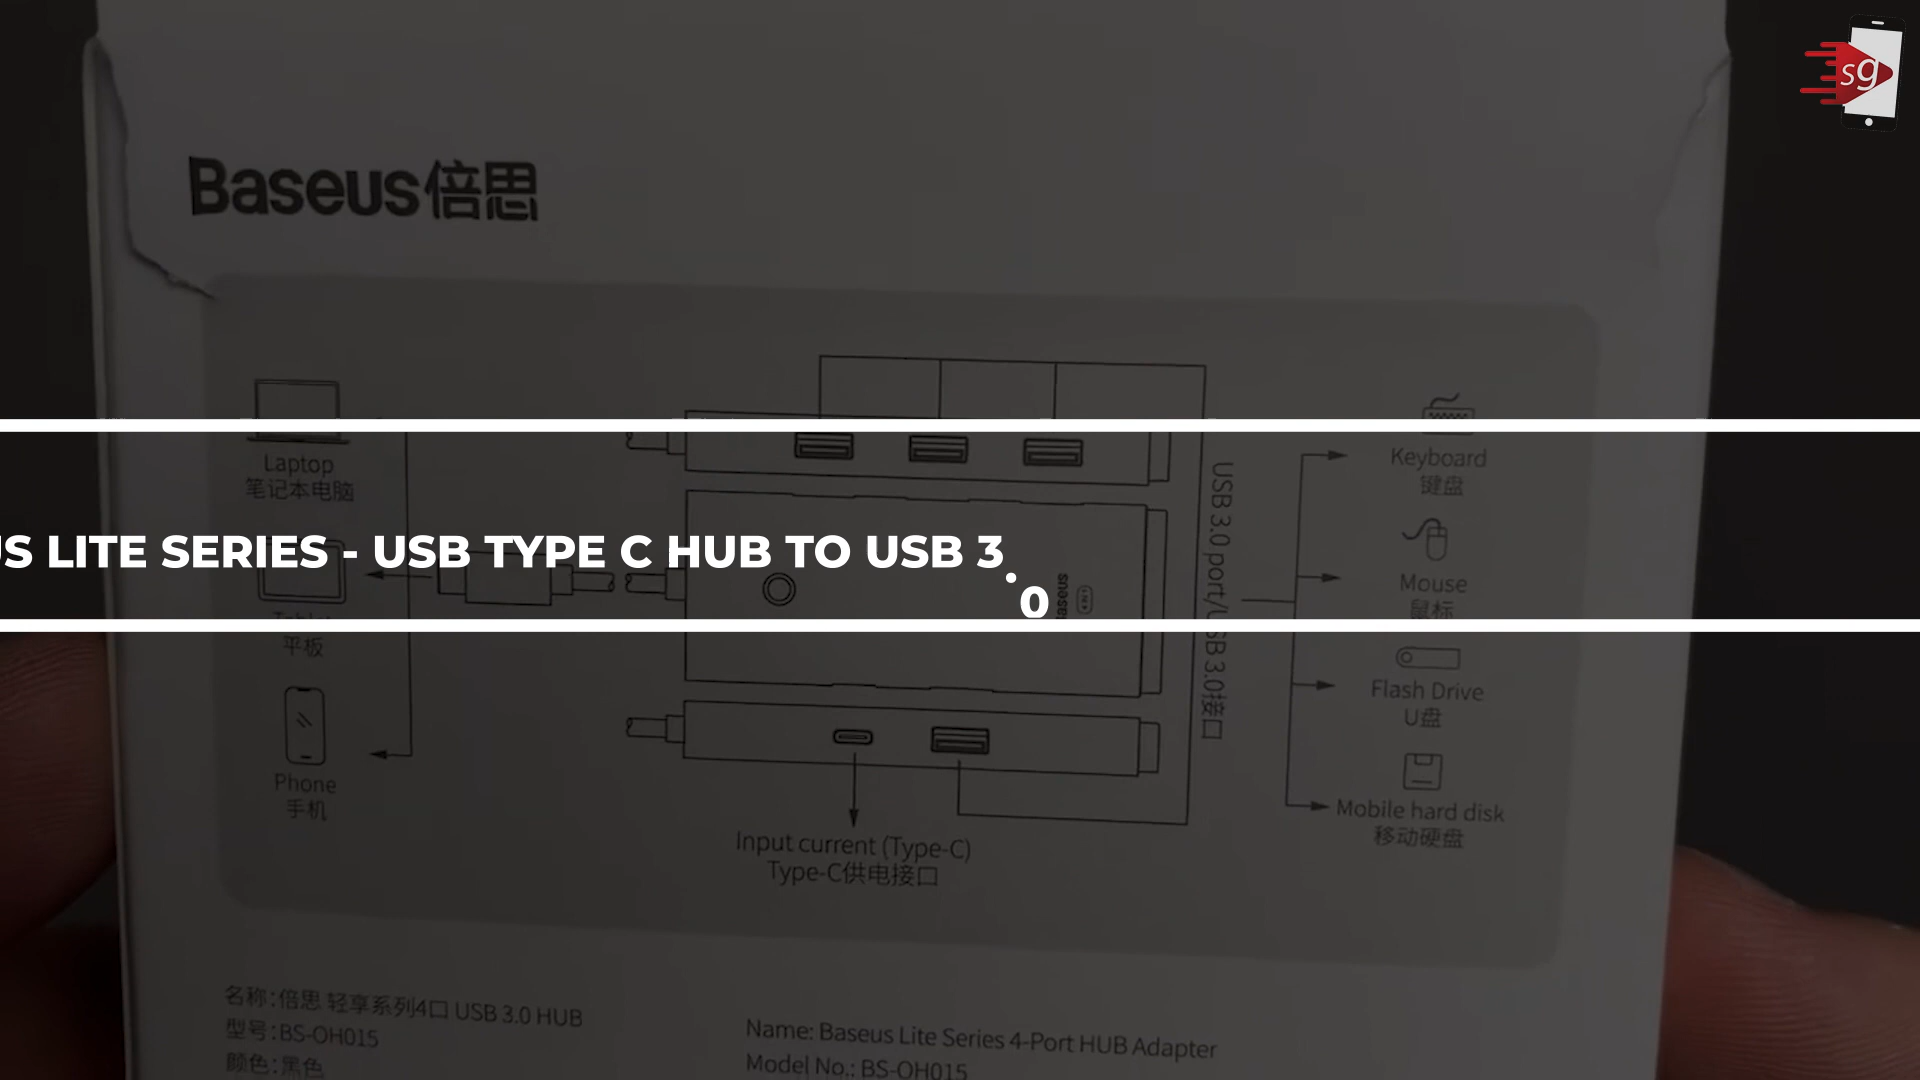 sg
Baseus倍思
Laptop
笔记本电脑
Keyboard
键盘
US LITE SERIES - USB TYPE C HUB TO USB 3.0
Baseus
4 IN 1
USB 3.0 port/USB 3.0接口
Mouse
鼠标
Tablet
平板
Flash Drive
U盘
Phone
手机
Mobile hard disk
移动硬盘
Input current (Type-C)
Type-C供电接口
名称:倍思 轻享系列4口 USB 3.0 HUB
型号:BS-OH015
颜色:黑色
Name: Baseus Lite Series 4-Port HUB Adapter
Model No.: BS-OH015